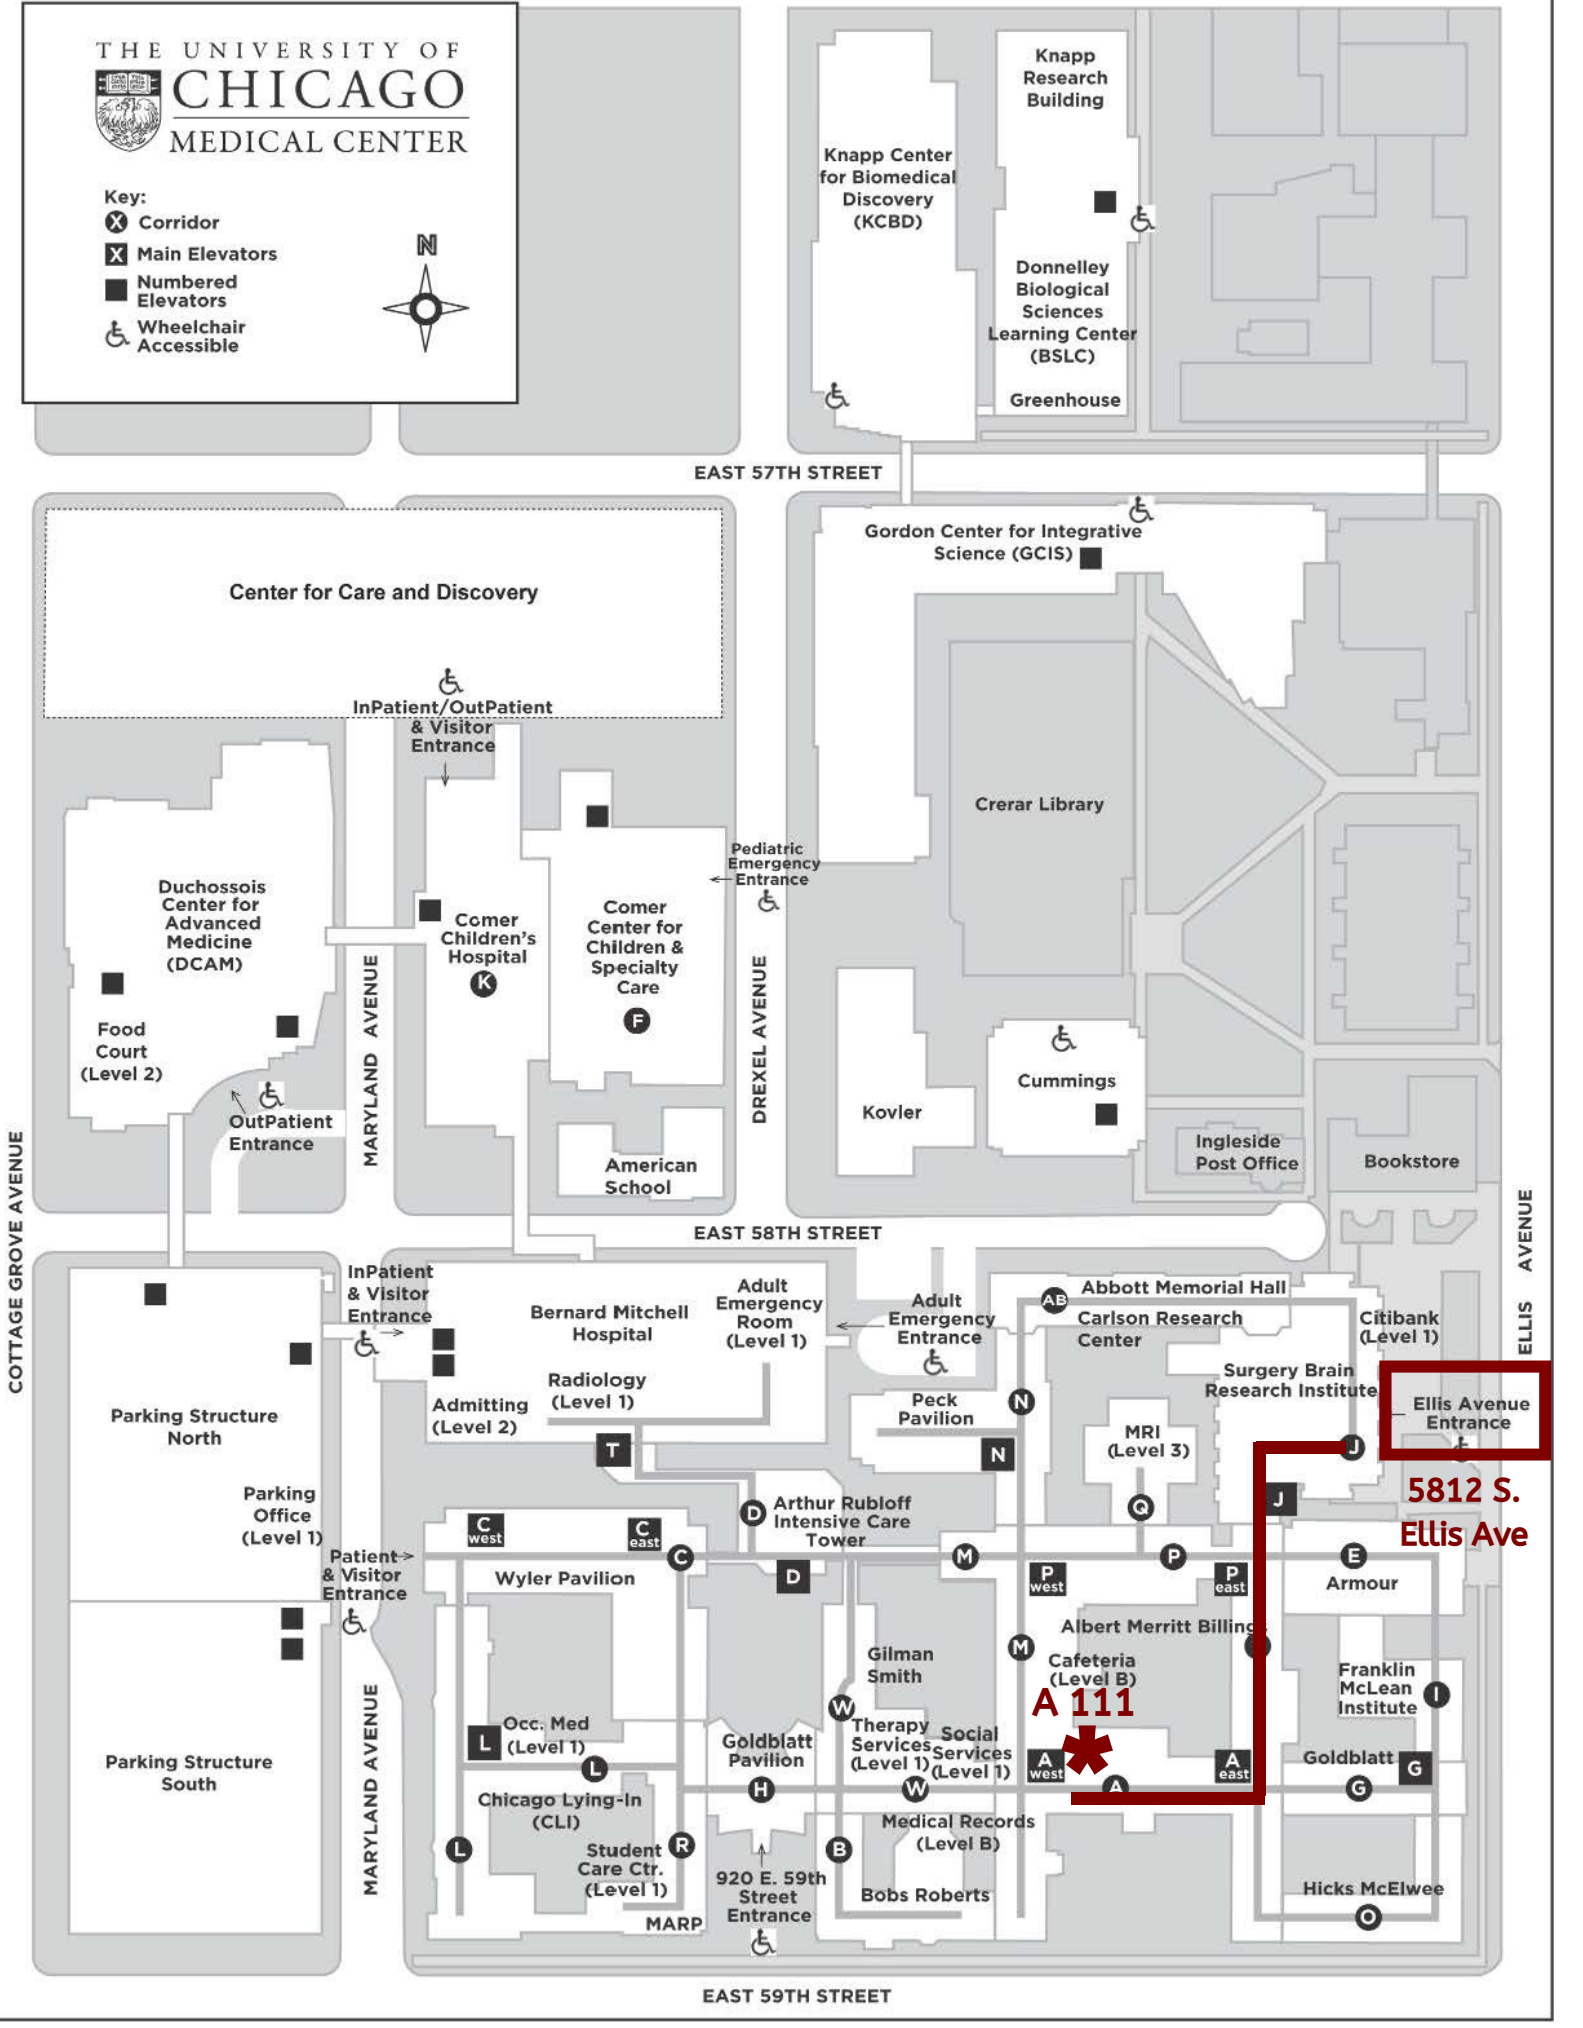 THE UNIVERSITY OF
CHICAGO
MEDICAL CENTER
Key:
X Corridor
X Main Elevators
Numbered
Elevators
Wheelchair
Accessible
N
Knapp
Research
Building
Knapp Center
for Biomedical
Discovery
(KCBD)
Donnelley
Biological
Sciences
Learning Center
(BSLC)
Greenhouse
EAST 57TH STREET
Gordon Center for Integrative
Science (GCIS)
Center for Care and Discovery
InPatient/OutPatient
& Visitor
Entrance
Crerar Library
Pediatric
Emergency
Entrance
Duchossois
Center for
Advanced
Medicine
(DCAM)
Comer
Children's
Hospital
K
Comer
Center for
Children &
Specialty
Care
F
Food
Court
(Level 2)
OutPatient
Entrance
MARYLAND AVENUE
DREXEL AVENUE
Kovler
Cummings
American
School
Ingleside
Post Office
Bookstore
COTTAGE GROVE AVENUE
ELLIS AVENUE
EAST 58TH STREET
InPatient
& Visitor
Entrance
Bernard Mitchell
Hospital
Adult
Emergency
Room
(Level 1)
Adult
Emergency
Entrance
AB
Abbott Memorial Hall
Carlson Research
Center
Citibank
(Level 1)
Surgery Brain
Research Institute
Ellis Avenue
Entrance
5812 S.
Ellis Ave
Radiology
(Level 1)
Admitting
(Level 2)
Peck
Pavilion
N
N
MRI
(Level 3)
J
J
Q
T
Parking Structure
North
Parking
Office
(Level 1)
C
west
C
east
C
D
Arthur Rubloff
Intensive Care
Tower
D
M
P
E
Armour
Patient
& Visitor
Entrance
Wyler Pavilion
P
west
P
east
Albert Merritt Billing
M
Cafeteria
(Level B)
A 111
*
Gilman
Smith
W
Franklin
McLean
Institute
I
Occ. Med
(Level 1)
L
L
Goldblatt
Pavilion
H
Therapy
Services
(Level 1)
Social
Services
(Level 1)
W
A
west
A
A
east
Goldblatt
G
G
Parking Structure
South
MARYLAND AVENUE
Chicago Lying-In
(CLI)
L
Student
Care Ctr.
(Level 1)
R
MARP
920 E. 59th
Street
Entrance
B
Medical Records
(Level B)
Bobs Roberts
Hicks McElwee
O
EAST 59TH STREET